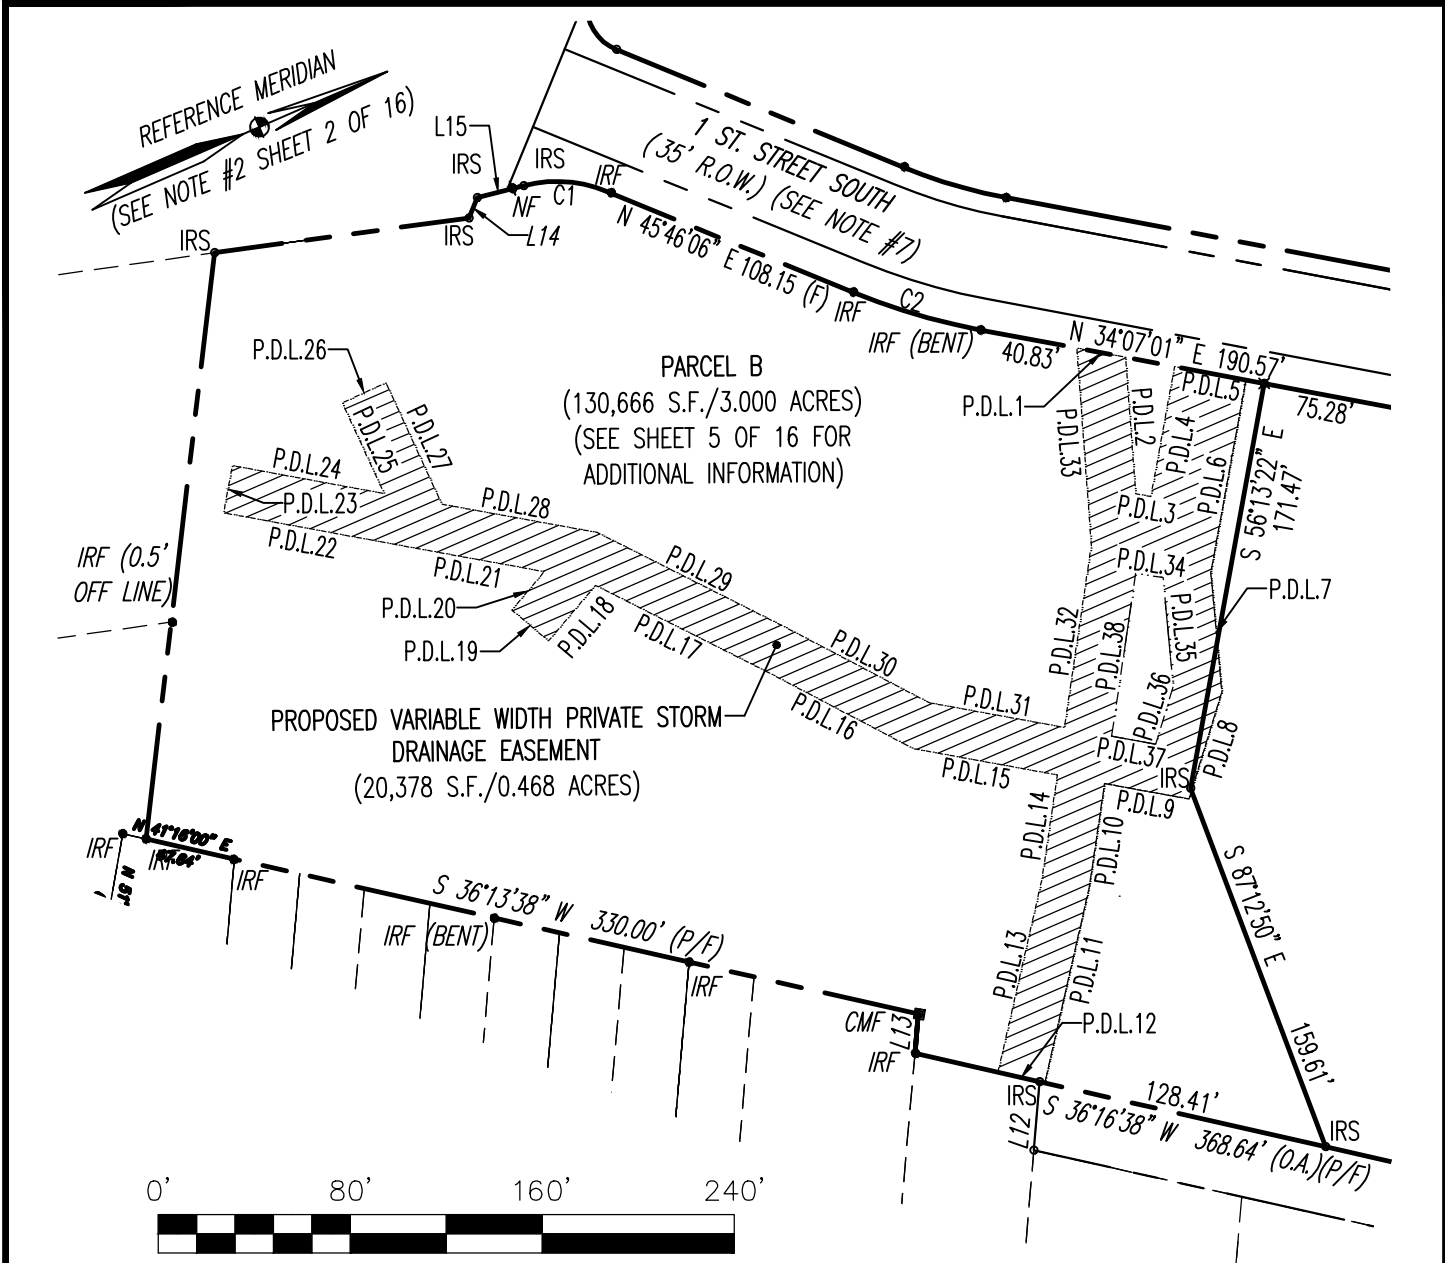 REFERENCE MERIDIAN
(SEE NOTE #2 SHEET 2 OF 16)
L15
IRS
IRS
IRF
NF
C1
IRS
L14
IRS
1 ST. STREET SOUTH
(35' R.O.W.) (SEE NOTE #7)
N 45°46'06" E 108.15 (F)
IRF
C2
IRF (BENT)
40.83'
N 34°07'01" E 190.57'
75.28'
P.D.L.26
P.D.L.25
P.D.L.27
PARCEL B
(130,666 S.F./3.000 ACRES)
(SEE SHEET 5 OF 16 FOR
ADDITIONAL INFORMATION)
P.D.L.1
P.D.L.33
P.D.L.2
P.D.L.4
P.D.L.5
P.D.L.6
S 56°13'22" E
171.47'
P.D.L.24
P.D.L.23
P.D.L.22
P.D.L.28
P.D.L.3
IRF (0.5'
OFF LINE)
P.D.L.21
P.D.L.20
P.D.L.19
P.D.L.18
P.D.L.29
P.D.L.17
P.D.L.34
P.D.L.7
P.D.L.30
P.D.L.32
P.D.L.38
P.D.L.35
P.D.L.36
PROPOSED VARIABLE WIDTH PRIVATE STORM
DRAINAGE EASEMENT
(20,378 S.F./0.468 ACRES)
P.D.L.16
P.D.L.31
P.D.L.37
P.D.L.8
P.D.L.15
IRS
P.D.L.9
P.D.L.14
P.D.L.10
N 41°16'00" E
IRF
IRF
IRF
N 51°
S 36°13'38" W 330.00' (P/F)
IRF (BENT)
IRF
S 87°12'50" E
159.61'
P.D.L.13
P.D.L.11
CMF
L13
IRF
P.D.L.12
IRS
L12
128.41'
S 36°16'38" W 368.64' (O.A.)(P/F)
IRS
0' 80' 160' 240'